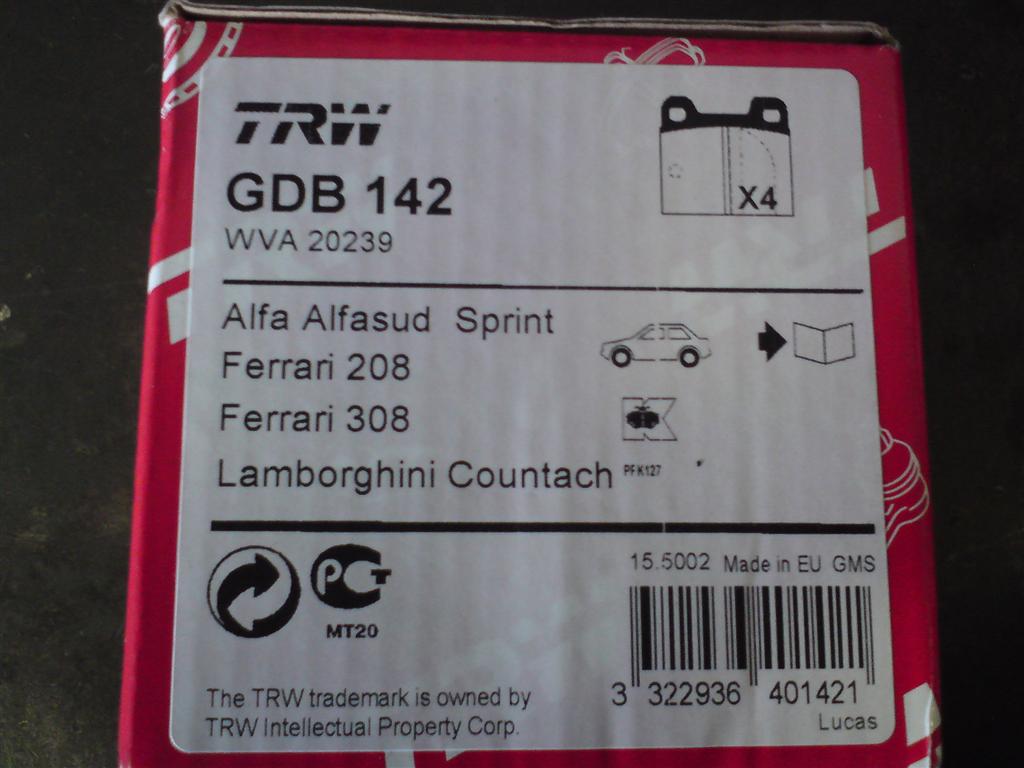 TRW
GDB 142
WVA 20239
X4
Alfa Alfasud Sprint
Ferrari 208
Ferrari 308
Lamborghini Countach
PFK127
PCT
MT20
15.5002 Made in EU GMS
3 322936 401421
Lucas
The TRW trademark is owned by
TRW Intellectual Property Corp.